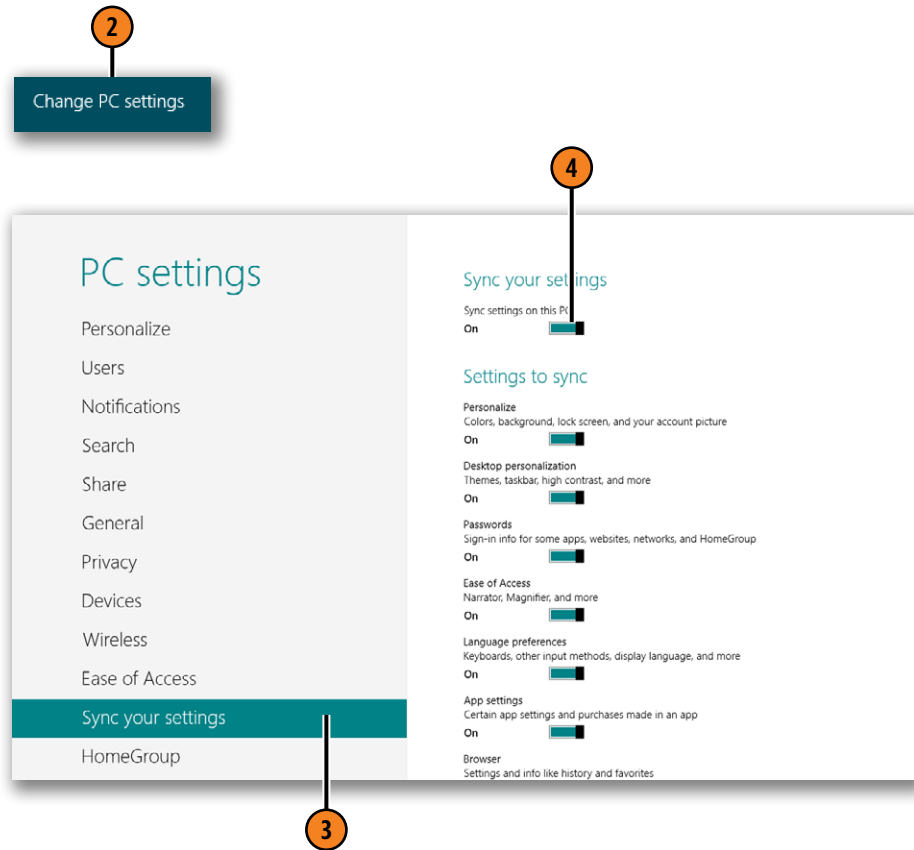 2
Change PC settings
4
PC settings
Personalize
Users
Notifications
Search
Share
General
Privacy
Devices
Wireless
Ease of Access
Sync your settings
HomeGroup
Sync your settings
Sync settings on this PC
On
Settings to sync
Personalize
Colors, background, lock screen, and your account picture
On
Desktop personalization
Themes, taskbar, high contrast, and more
On
Passwords
Sign-in info for some apps, websites, networks, and HomeGroup
On
Ease of Access
Narrator, Magnifier, and more
On
Language preferences
Keyboards, other input methods, display language, and more
On
App settings
Certain app settings and purchases made in an app
On
Browser
Settings and info like history and favorites
3